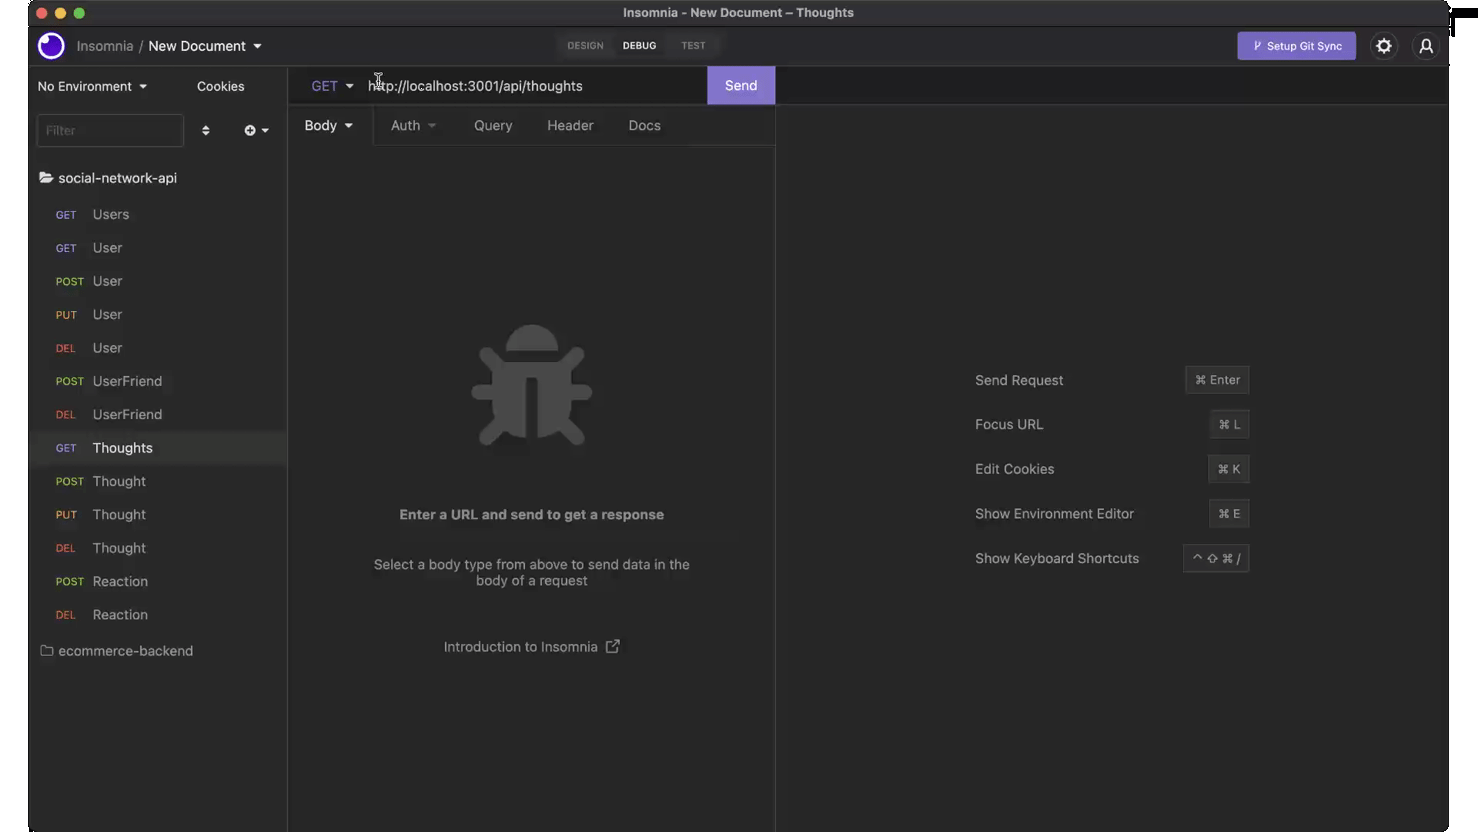 Insomnia - New Document – Thoughts
Insomnia / New Document
DESIGN DEBUG TEST
Setup Git Sync
No Environment Cookies
GET http://localhost:3001/api/thoughts Send
Filter
Body Auth Query Header Docs
social-network-api
GET Users
GET User
POST User
PUT User
DEL User
POST UserFriend
DEL UserFriend
GET Thoughts
POST Thought
PUT Thought
DEL Thought
POST Reaction
DEL Reaction
ecommerce-backend
Enter a URL and send to get a response
Select a body type from above to send data in the
body of a request
Introduction to Insomnia
Send Request ⌘ Enter
Focus URL ⌘ L
Edit Cookies ⌘ K
Show Environment Editor ⌘ E
Show Keyboard Shortcuts ^ ⇧ ⌘ /